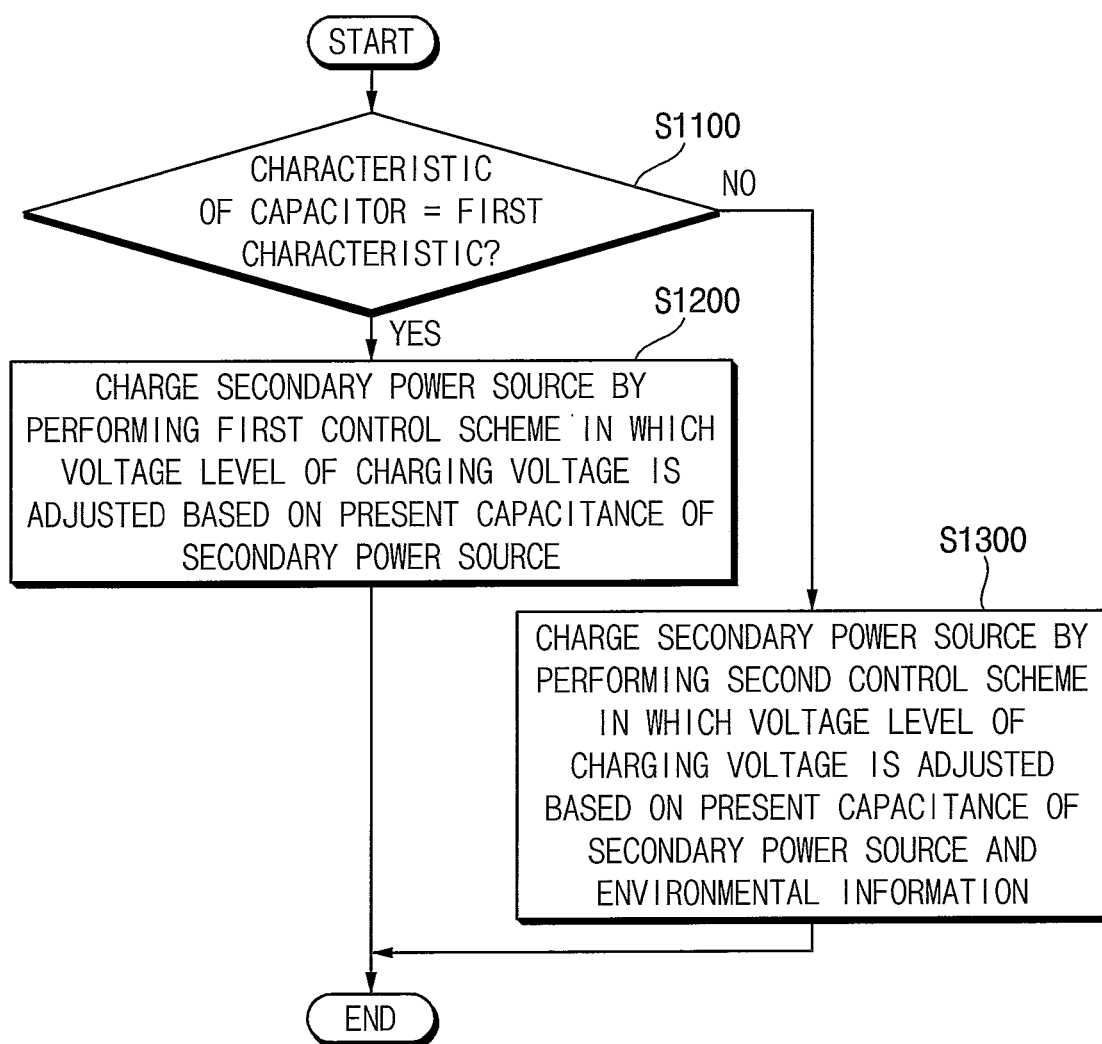 START
S1100
CHARACTERISTIC
OF CAPACITOR = FIRST
CHARACTERISTIC?
NO
YES
S1200
CHARGE SECONDARY POWER SOURCE BY
PERFORMING FIRST CONTROL SCHEME IN WHICH
VOLTAGE LEVEL OF CHARGING VOLTAGE IS
ADJUSTED BASED ON PRESENT CAPACITANCE OF
SECONDARY POWER SOURCE
S1300
CHARGE SECONDARY POWER SOURCE BY
PERFORMING SECOND CONTROL SCHEME
IN WHICH VOLTAGE LEVEL OF
CHARGING VOLTAGE IS ADJUSTED
BASED ON PRESENT CAPACITANCE OF
SECONDARY POWER SOURCE AND
ENVIRONMENTAL INFORMATION
END